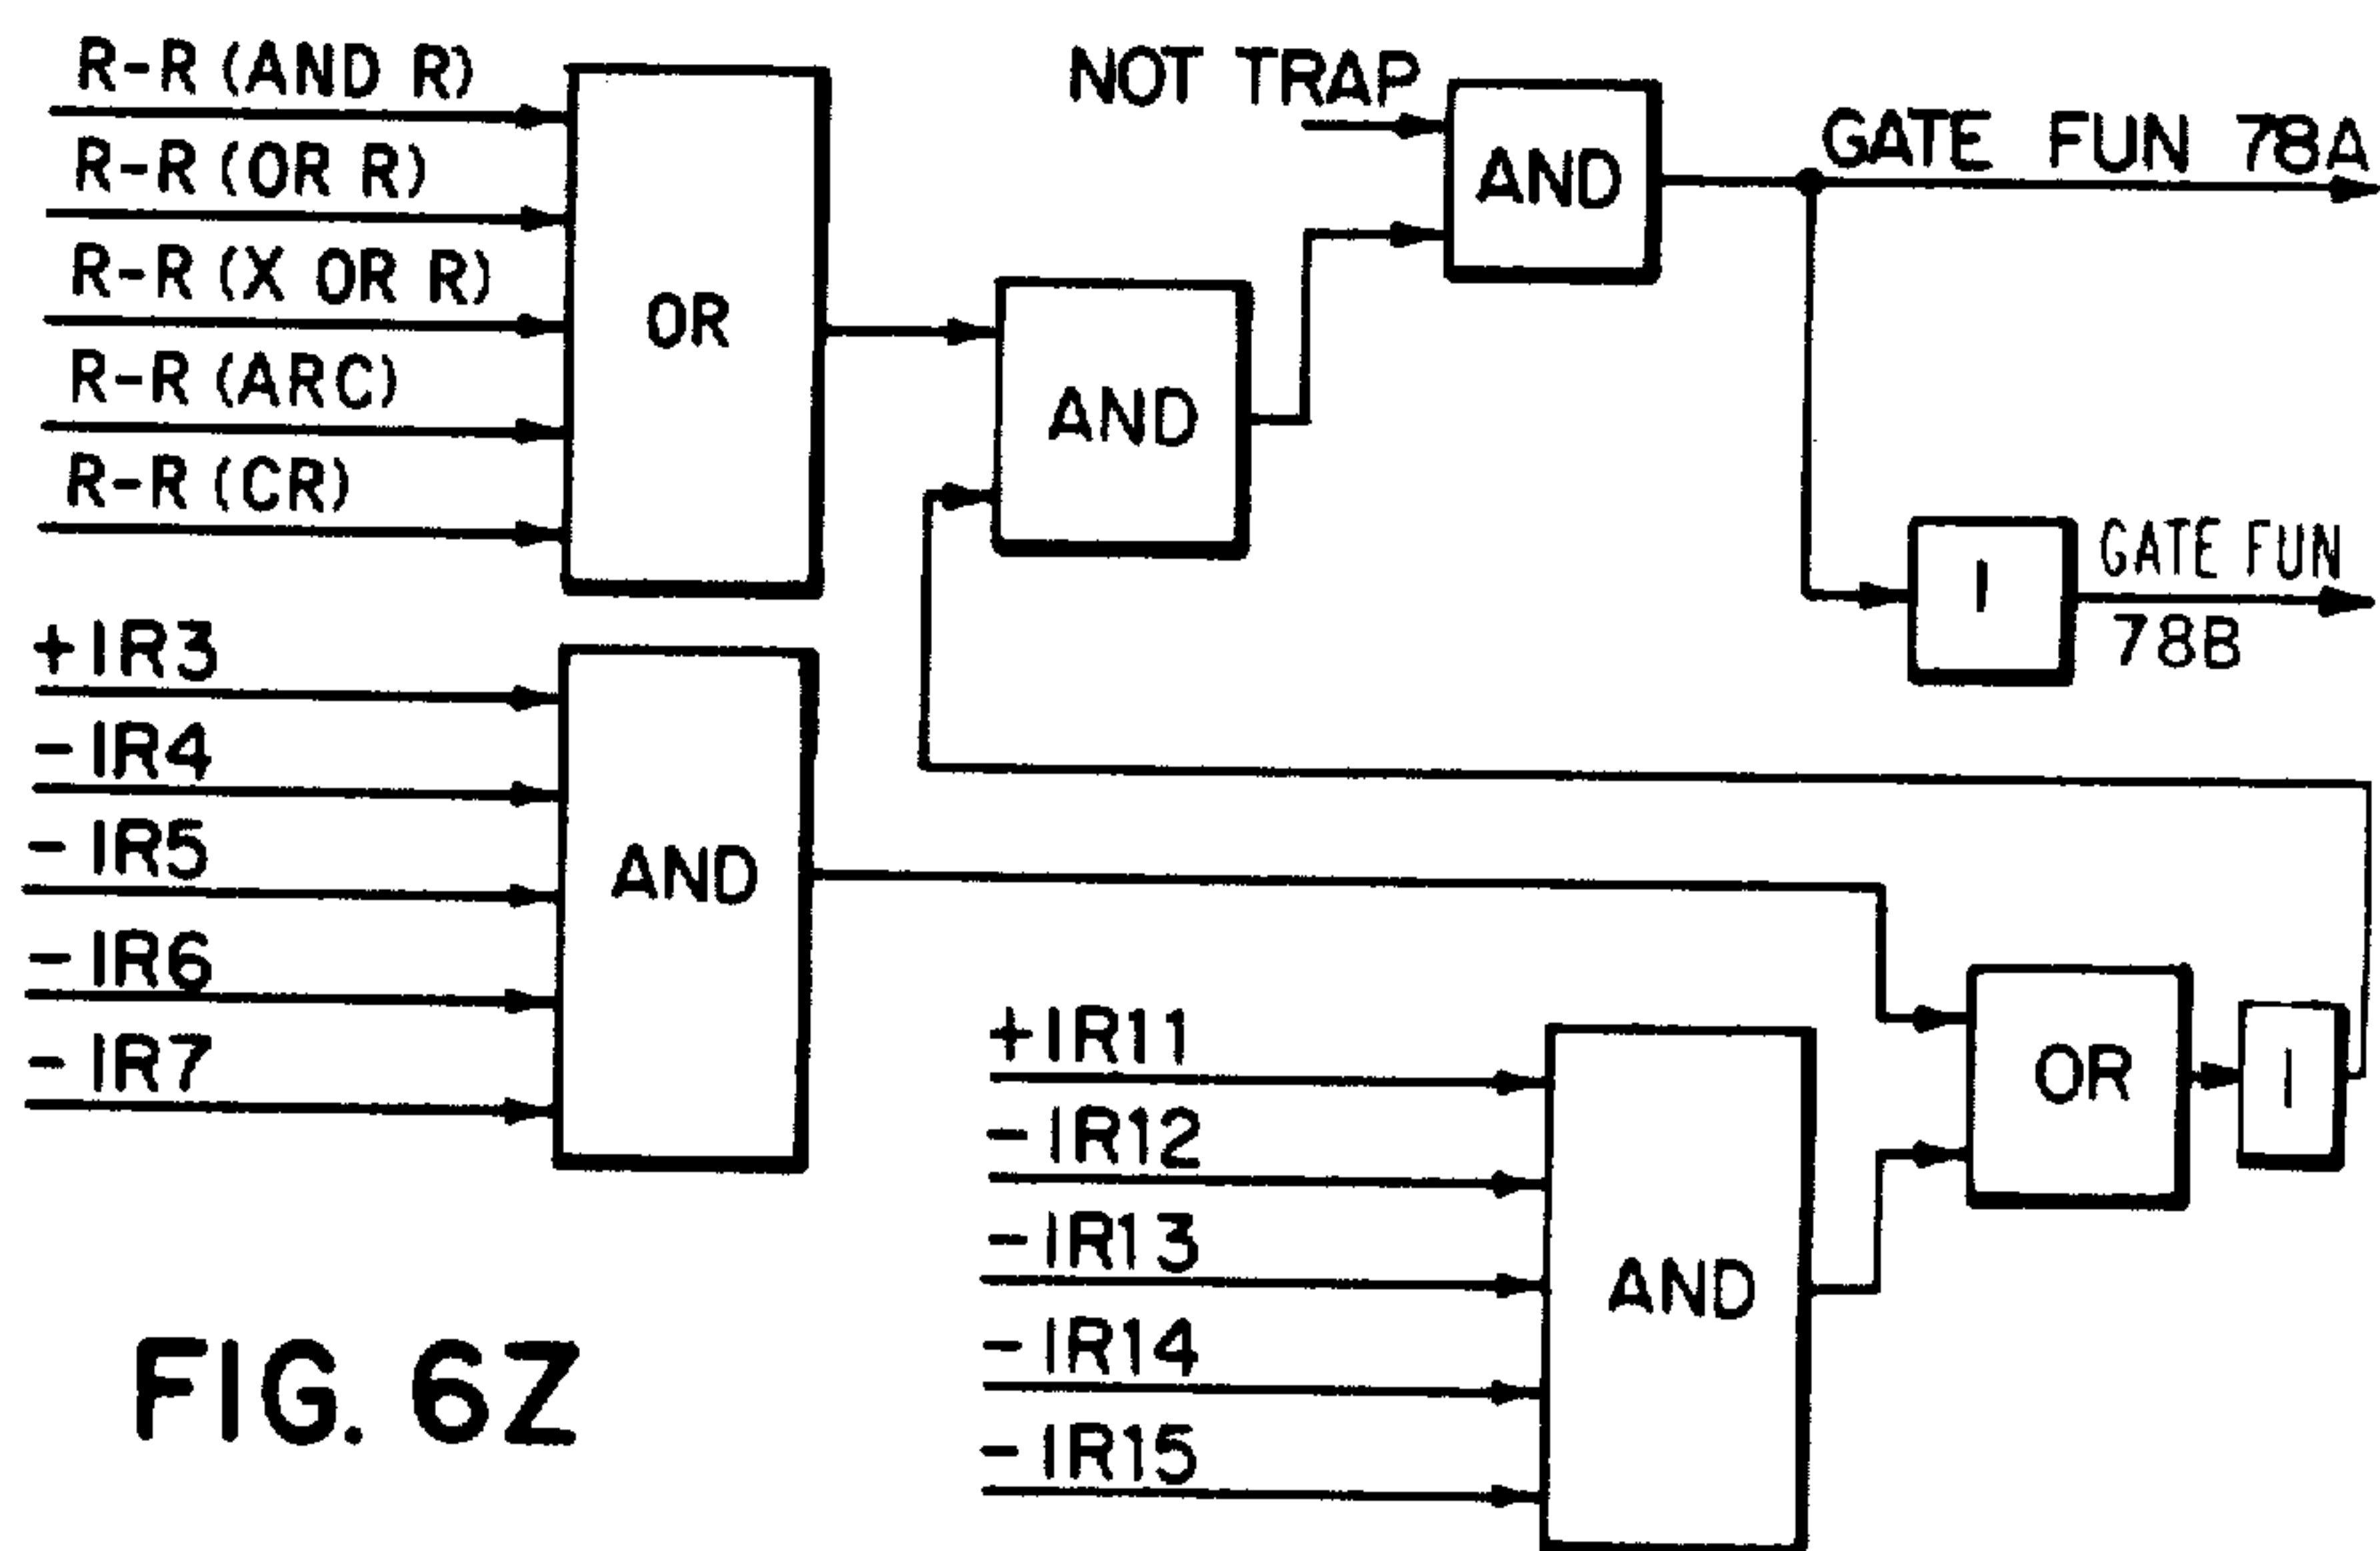 R-R (AND R)
R-R (OR R)
R-R (X OR R)
R-R (ARC)
R-R (CR)
OR
NOT TRAP
AND
GATE FUN 78A
AND
I
GATE FUN
78B
+IR3
-IR4
-IR5
-IR6
-IR7
AND
+IR11
-IR12
-IR13
-IR14
-IR15
AND
OR
I
FIG. 6Z